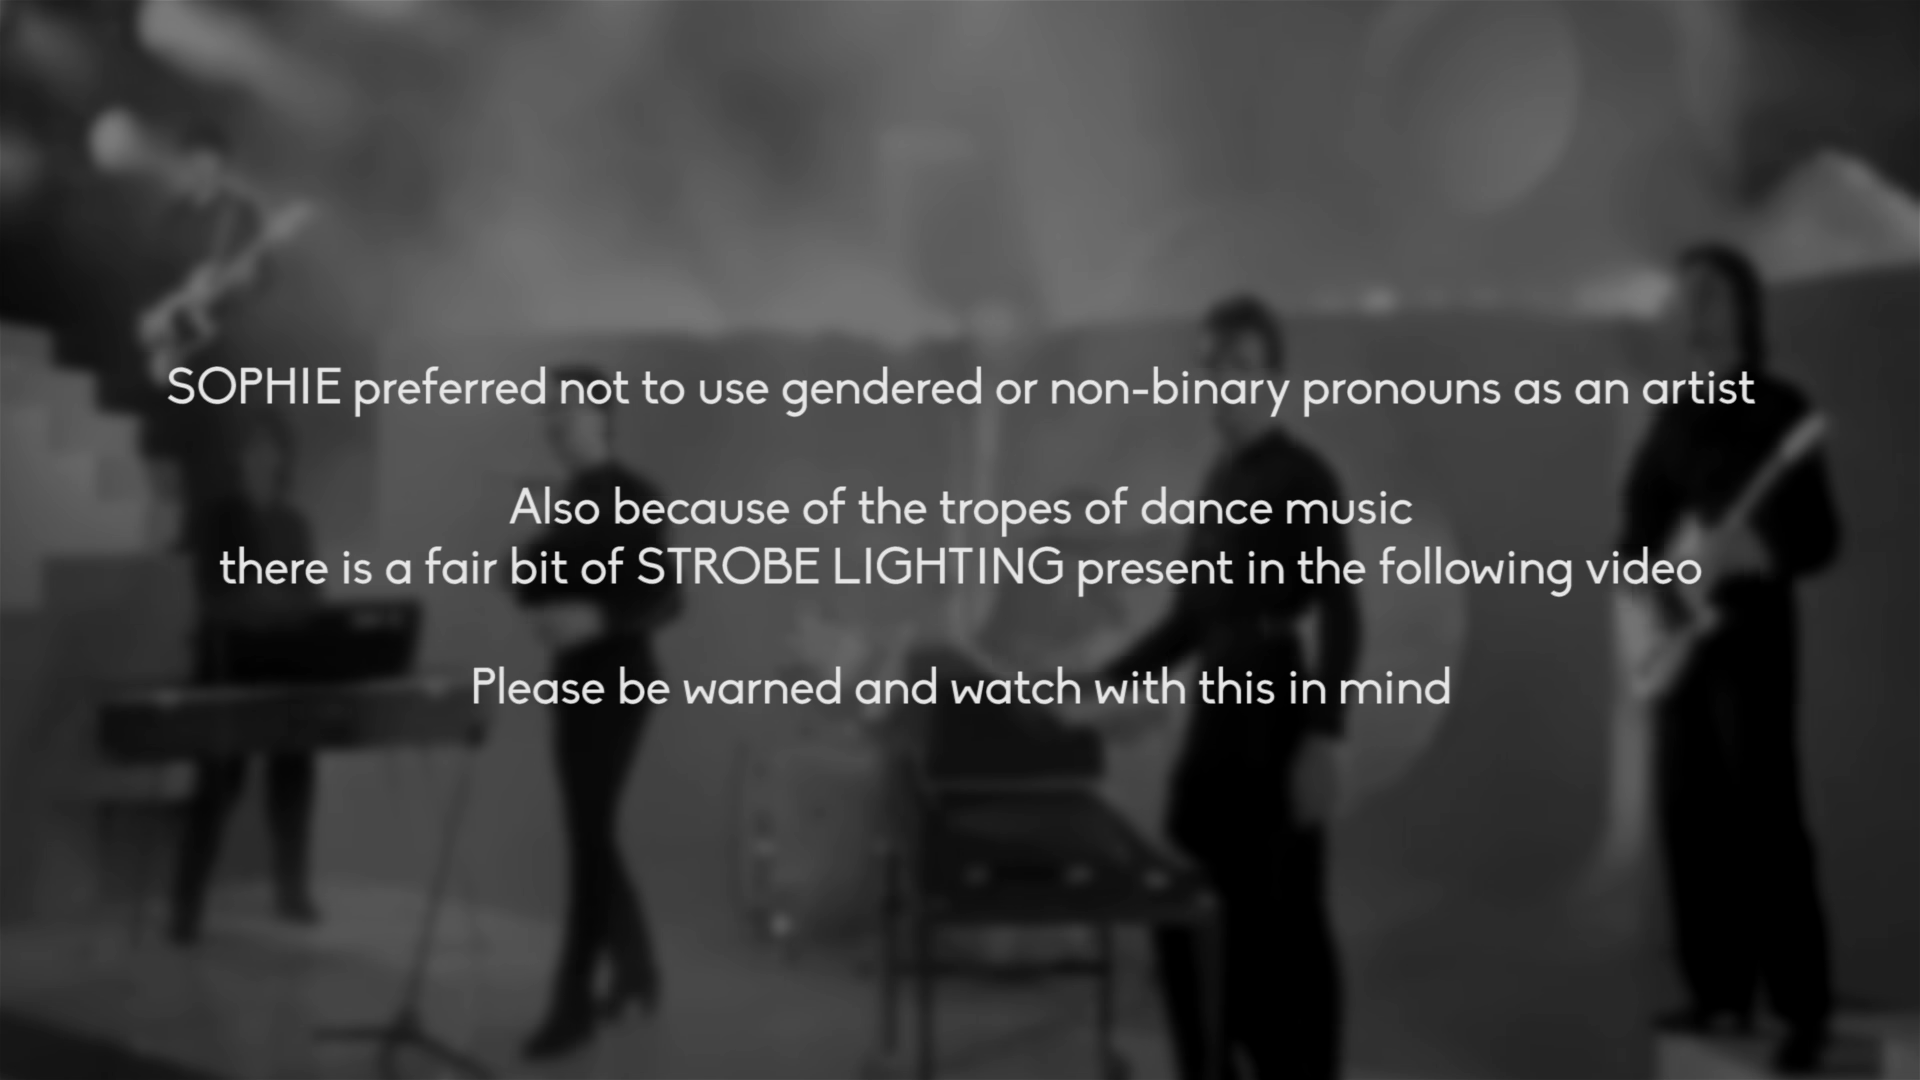 SOPHIE preferred not to use gendered or non-binary pronouns as an artist
Also because of the tropes of dance music
there is a fair bit of STROBE LIGHTING present in the following video
Please be warned and watch with this in mind